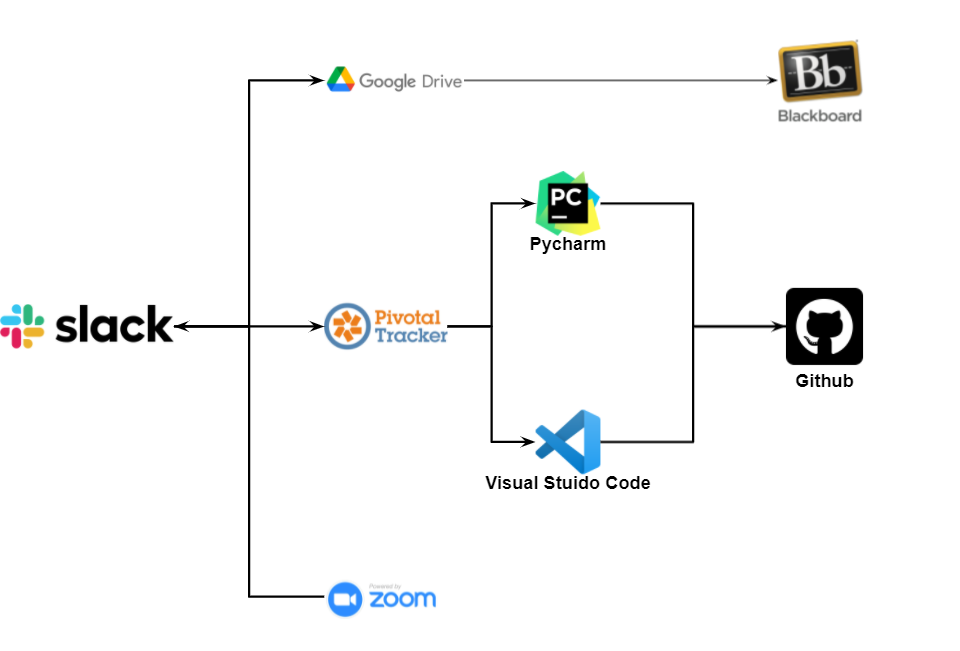 Google Drive
Bb
Blackboard
PC
Pycharm
slack
Pivotal
Tracker
Github
Visual Stuido Code
Powered by
zoom